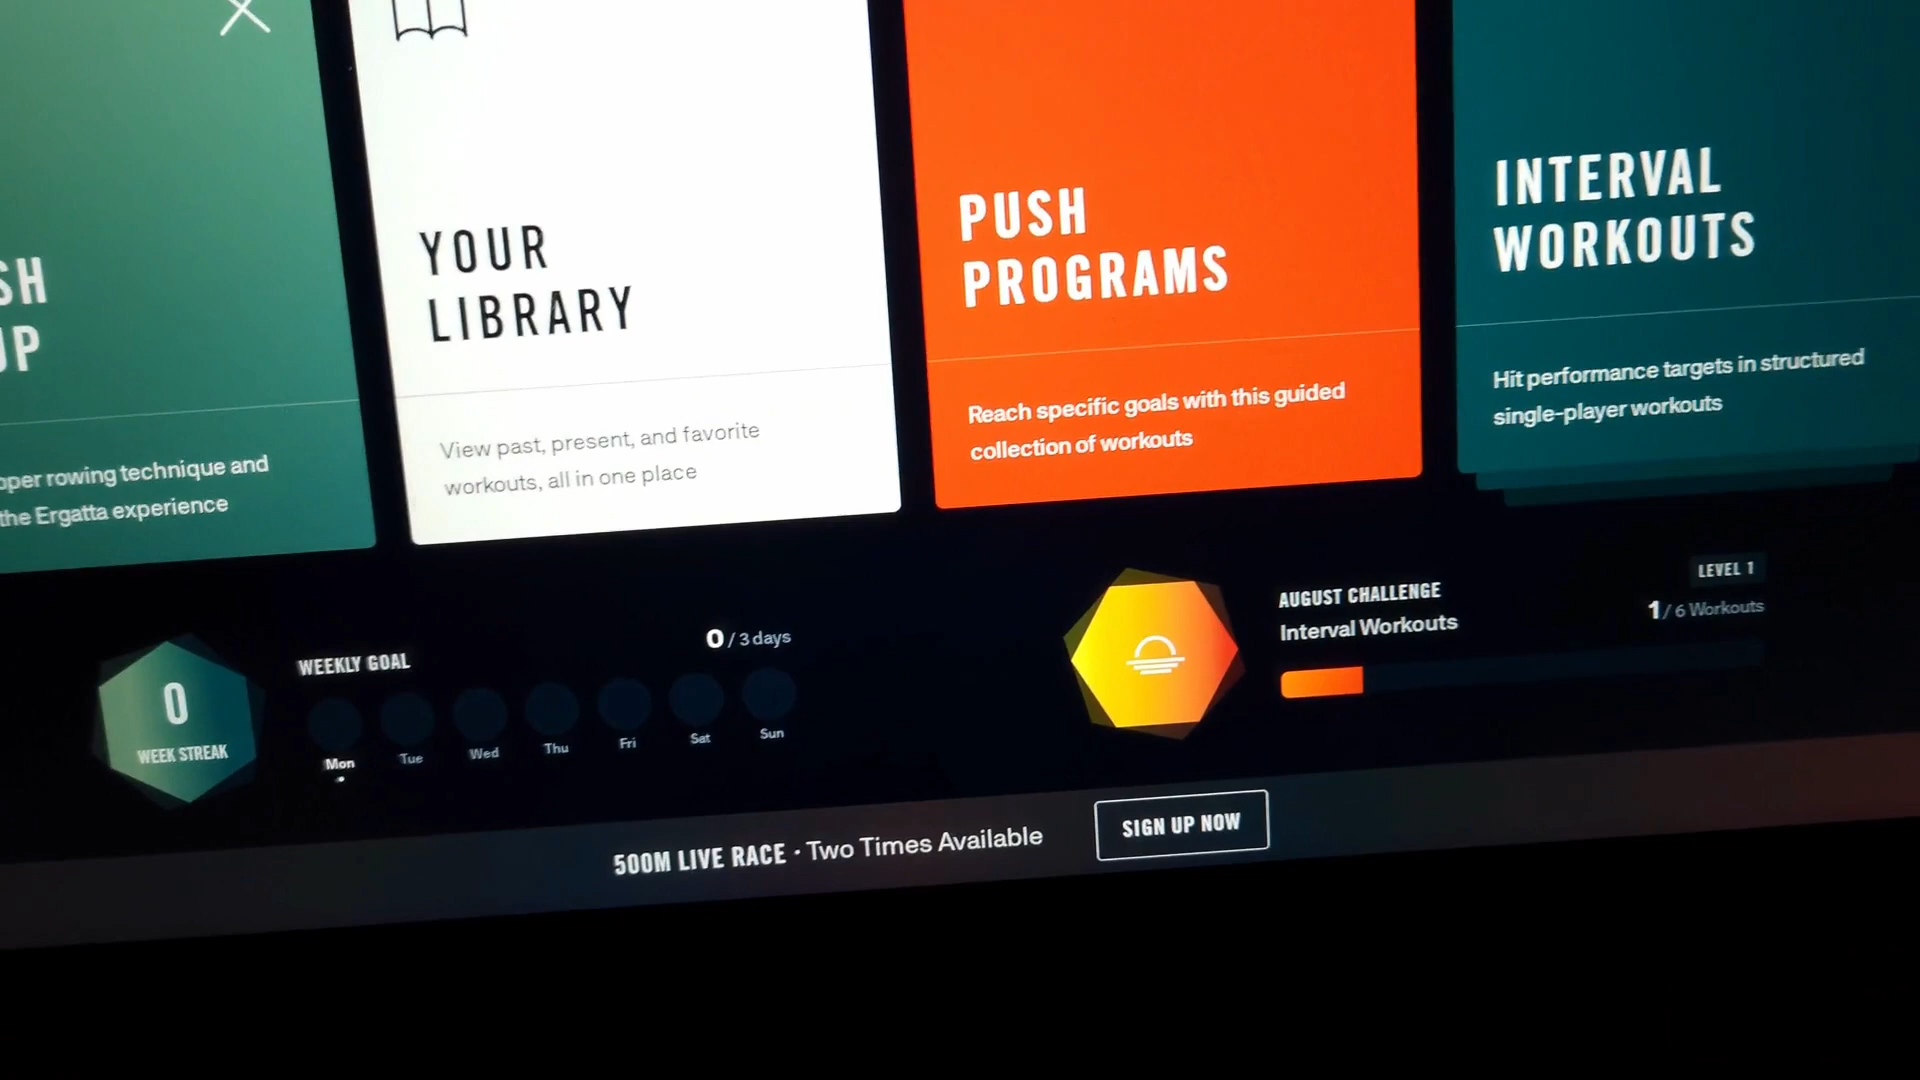 SH
UP
oper rowing technique and
the Ergatta experience
YOUR
LIBRARY
View past, present, and favorite
workouts, all in one place
PUSH
PROGRAMS
Reach specific goals with this guided
collection of workouts
INTERVAL
WORKOUTS
Hit performance targets in structured
single-player workouts
0
WEEK STREAK
WEEKLY GOAL
0 / 3 days
Mon Tue Wed Thu Fri Sat Sun
AUGUST CHALLENGE
Interval Workouts
LEVEL 1
1 / 6 Workouts
500M LIVE RACE · Two Times Available
SIGN UP NOW